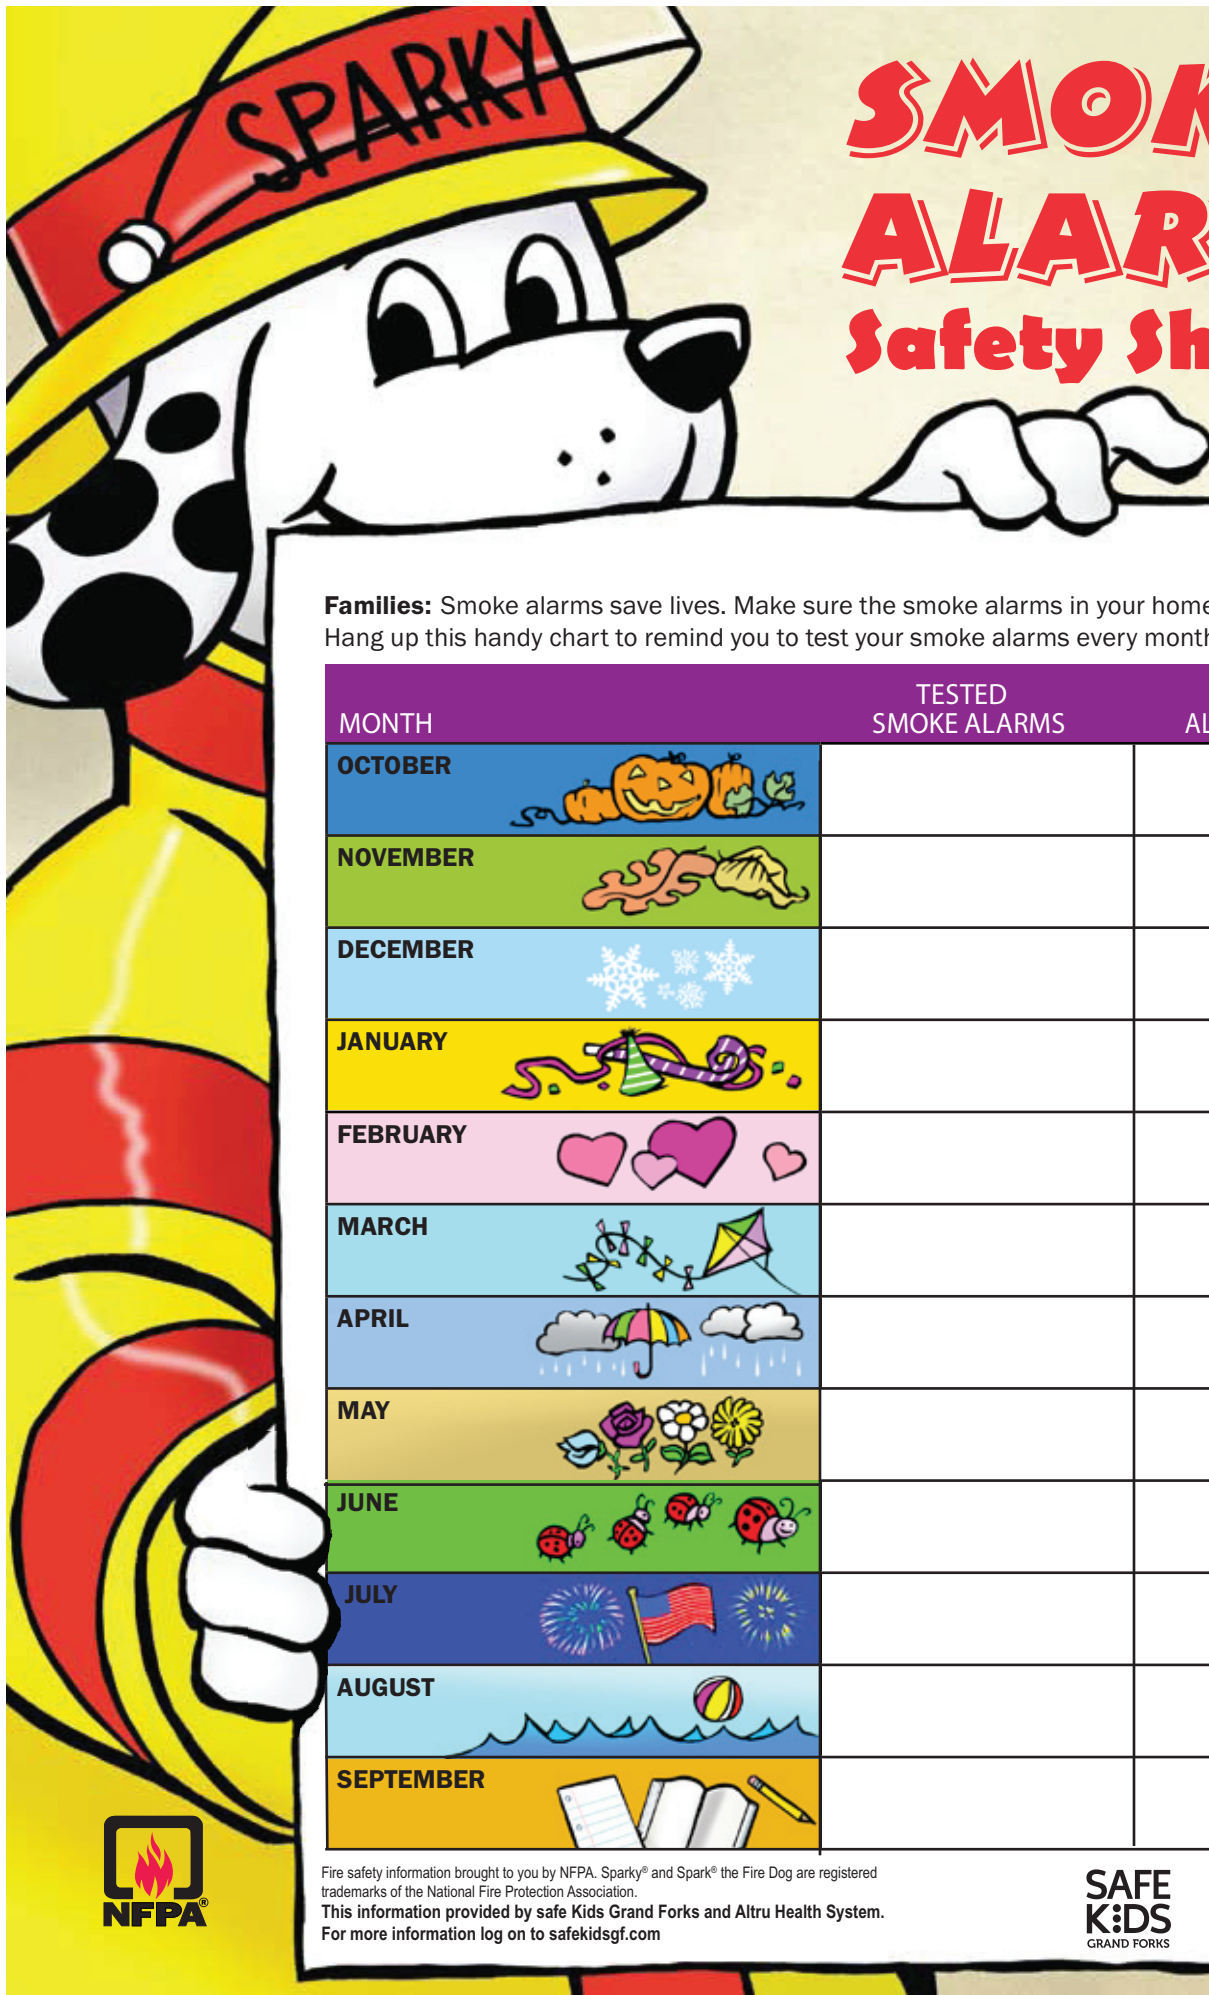 SPARKY
SMOK
ALAR
Safety Sh
Families: Smoke alarms save lives. Make sure the smoke alarms in your home
Hang up this handy chart to remind you to test your smoke alarms every month
MONTH
TESTED
SMOKE ALARMS
AL
OCTOBER
NOVEMBER
DECEMBER
JANUARY
FEBRUARY
MARCH
APRIL
MAY
JUNE
JULY
AUGUST
SEPTEMBER
NFPA®
Fire safety information brought to you by NFPA. Sparky® and Spark® the Fire Dog are registered
trademarks of the National Fire Protection Association.
This information provided by safe Kids Grand Forks and Altru Health System.
For more information log on to safekidsgf.com
SAFE
KIDS
GRAND FORKS